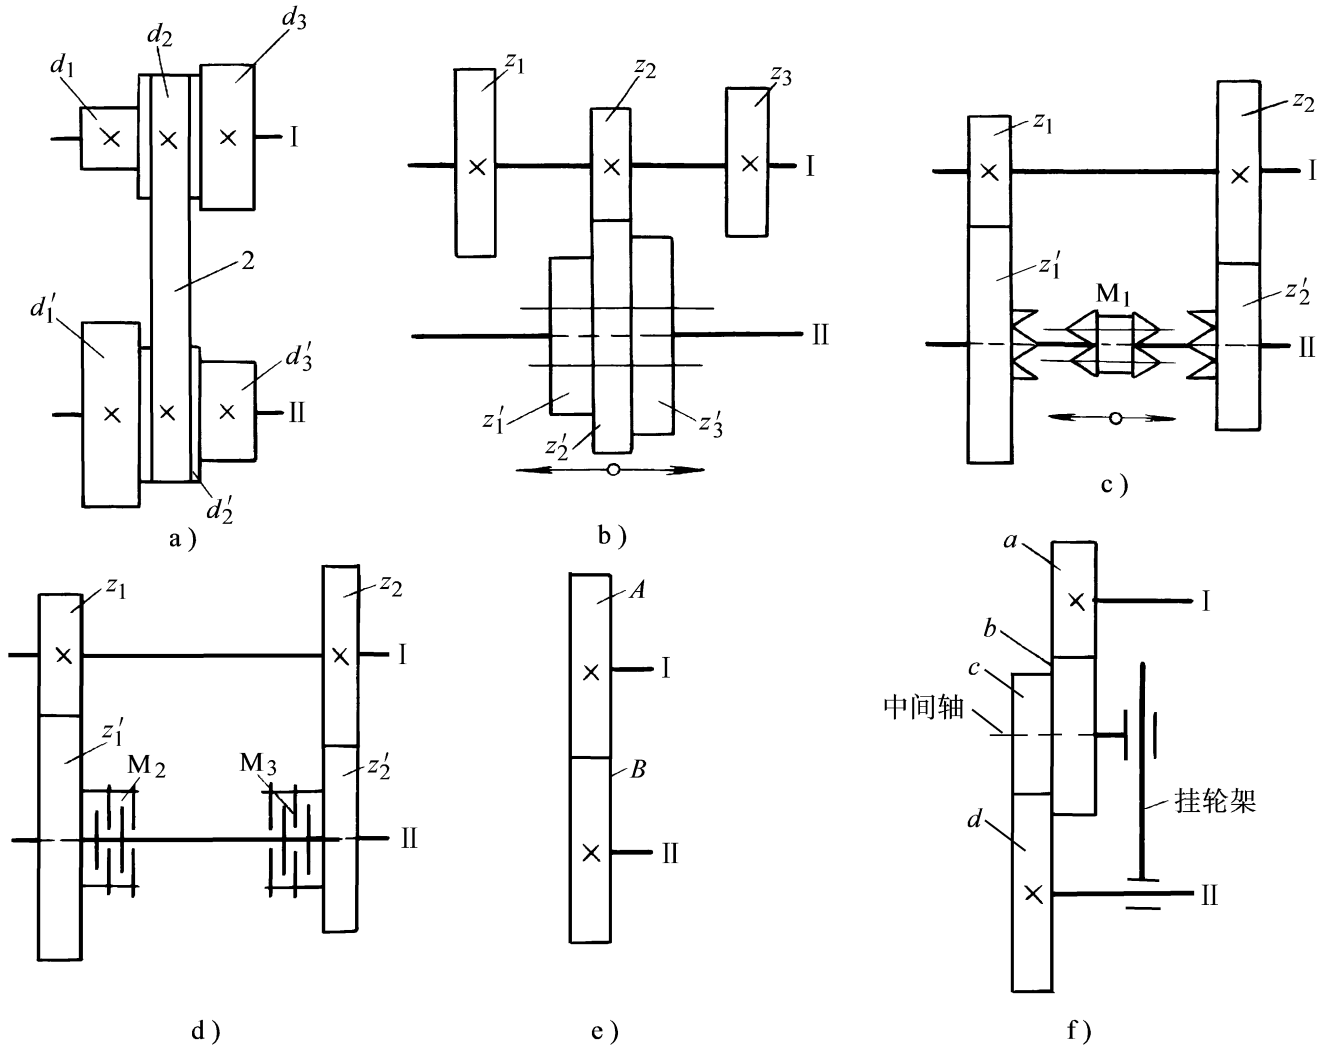 d₁ d₂ d₃
Ⅰ
2
d₁′ d₃′
Ⅱ
d₂′
a)
z₁ z₂ z₃
Ⅰ
Ⅱ
z₁′ z₂′ z₃′
b)
z₁ z₂
Ⅰ
z₁′ M₁ z₂′
Ⅱ
c)
z₁ z₂
Ⅰ
z₁′ M₂ M₃ z₂′
Ⅱ
d)
A
Ⅰ
B
Ⅱ
e)
a
Ⅰ
b
c
中间轴
挂轮架
d
Ⅱ
f)